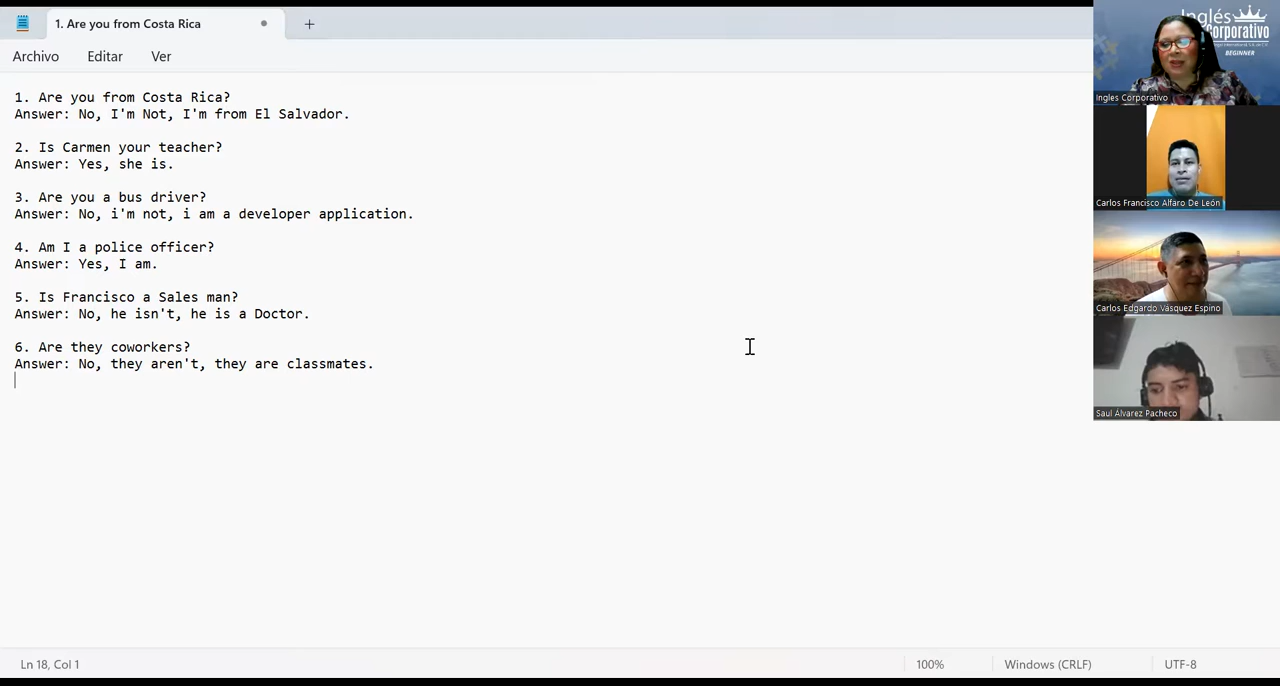 1. Are you from Costa Rica
Archivo
Editar
Ver
1. Are you from Costa Rica?
Answer: No, I'm Not, I'm from El Salvador.
2. Is Carmen your teacher?
Answer: Yes, she is.
3. Are you a bus driver?
Answer: No, i'm not, i am a developer application.
4. Am I a police officer?
Answer: Yes, I am.
5. Is Francisco a Sales man?
Answer: No, he isn't, he is a Doctor.
6. Are they coworkers?
Answer: No, they aren't, they are classmates.
Ln 18, Col 1
100%
Windows (CRLF)
UTF-8
Inglés
Corporativo
BEGINNER
Ingles Corporativo
Carlos Francisco Alfaro De León
Carlos Edgardo Vásquez Espino
Saul Álvarez Pacheco